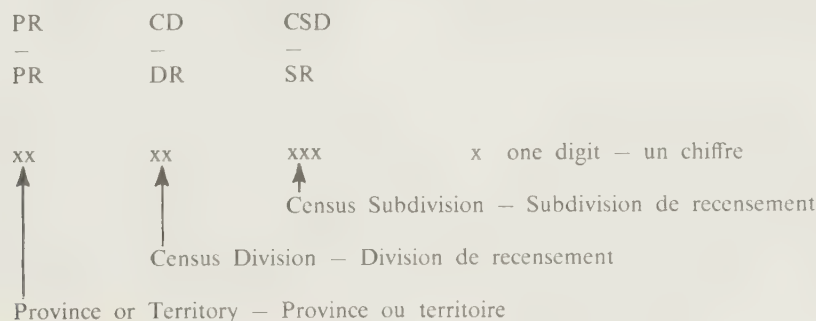 PR CD CSD
— — —
PR DR SR
xx xx xxx x one digit — un chiffre
Census Subdivision — Subdivision de recensement
Census Division — Division de recensement
Province or Territory — Province ou territoire